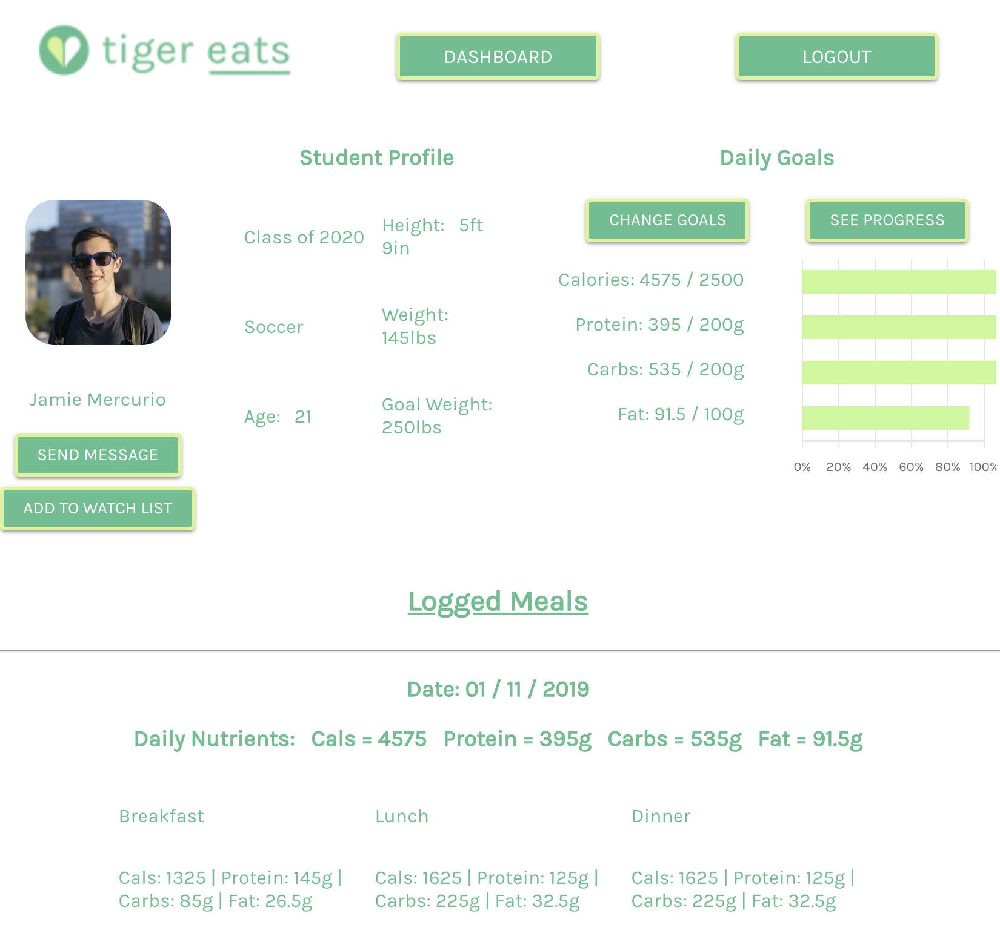 tiger eats
DASHBOARD
LOGOUT
Student Profile
Daily Goals
Jamie Mercurio
SEND MESSAGE
ADD TO WATCH LIST
Class of 2020
Height: 5ft
9in
Soccer
Weight:
145lbs
Age: 21
Goal Weight:
250lbs
CHANGE GOALS
SEE PROGRESS
Calories: 4575 / 2500
Protein: 395 / 200g
Carbs: 535 / 200g
Fat: 91.5 / 100g
0% 20% 40% 60% 80% 100%
Logged Meals
Date: 01 / 11 / 2019
Daily Nutrients: Cals = 4575 Protein = 395g Carbs = 535g Fat = 91.5g
Breakfast
Cals: 1325 | Protein: 145g |
Carbs: 85g | Fat: 26.5g
Lunch
Cals: 1625 | Protein: 125g |
Carbs: 225g | Fat: 32.5g
Dinner
Cals: 1625 | Protein: 125g |
Carbs: 225g | Fat: 32.5g